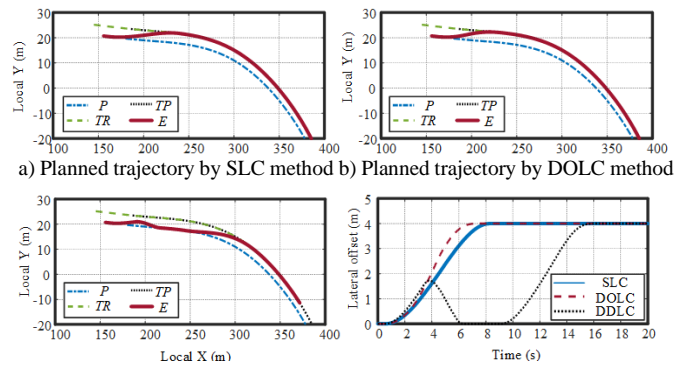 30
20
10
0
-10
-20
100 150 200 250 300 350 400
Local Y (m)
P TP
TR E
30
20
10
0
-10
-20
100 150 200 250 300 350 400
Local Y (m)
P TP
TR E
a) Planned trajectory by SLC method b) Planned trajectory by DOLC method
30
20
10
0
-10
-20
100 150 200 250 300 350 400
Local Y (m)
Local X (m)
P TP
TR E
5
4
3
2
1
0
0 2 4 6 8 10 12 14 16 18 20
Lateral offset (m)
Time (s)
SLC
DOLC
DDLC